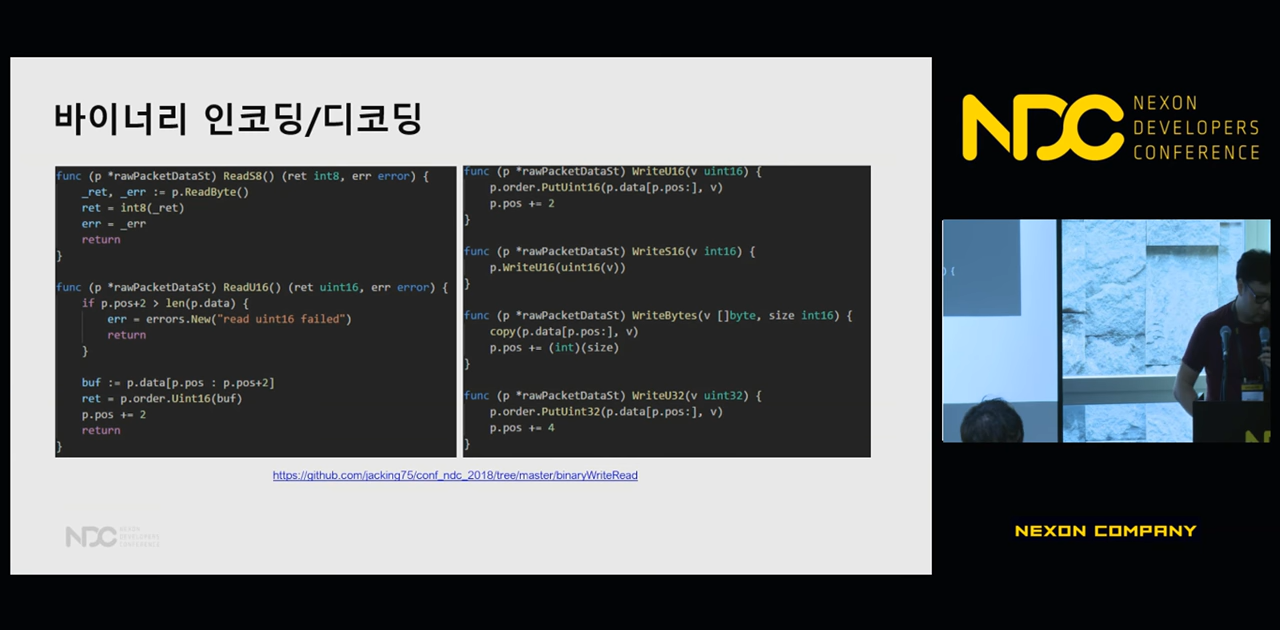 바이너리 인코딩/디코딩
func (p *rawPacketDataSt) ReadS8() (ret int8, err error) {
    _ret, _err := p.ReadByte()
    ret = int8(_ret)
    err = _err
    return
}
func (p *rawPacketDataSt) ReadU16() (ret uint16, err error) {
    if p.pos+2 > len(p.data) {
        err = errors.New("read uint16 failed")
        return
    }
    buf := p.data[p.pos : p.pos+2]
    ret = p.order.Uint16(buf)
    p.pos += 2
    return
}
func (p *rawPacketDataSt) WriteU16(v uint16) {
    p.order.PutUint16(p.data[p.pos:], v)
    p.pos += 2
}
func (p *rawPacketDataSt) WriteS16(v int16) {
    p.WriteU16(uint16(v))
}
func (p *rawPacketDataSt) WriteBytes(v []byte, size int16) {
    copy(p.data[p.pos:], v)
    p.pos += (int)(size)
}
func (p *rawPacketDataSt) WriteU32(v uint32) {
    p.order.PutUint32(p.data[p.pos:], v)
    p.pos += 4
}
https://github.com/jacking75/conf_ndc_2018/tree/master/binaryWriteRead
NDC
NEXON
DEVELOPERS
CONFERENCE
NDC
NEXON
DEVELOPERS
CONFERENCE
) {
NEXON COMPANY